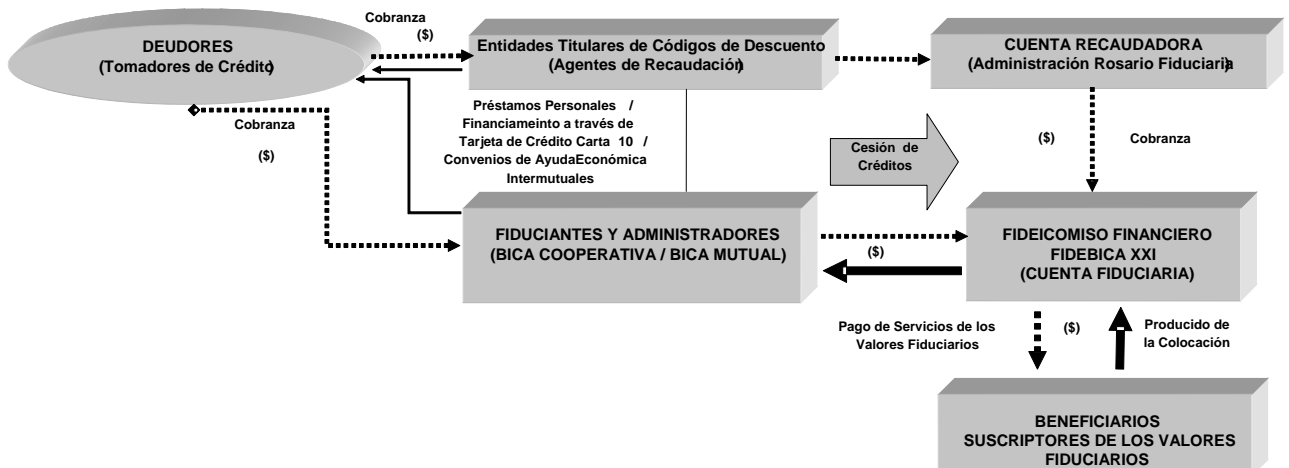 Cobranza
($)
DEUDORES
(Tomadores de Crédito)
Entidades Titulares de Códigos de Descuento
(Agentes de Recaudación)
CUENTA RECAUDADORA
(Administración Rosario Fiduciaria)
Cobranza
($)
Préstamos Personales /
Financiameinto a través de
Tarjeta de Crédito Carta 10 /
Convenios de AyudaEconómica
Intermutuales
Cesión de
Créditos
($)
Cobranza
FIDUCIANTES Y ADMINISTRADORES
(BICA COOPERATIVA / BICA MUTUAL)
($)
FIDEICOMISO FINANCIERO
FIDEBICA XXI
(CUENTA FIDUCIARIA)
Pago de Servicios de los
Valores Fiduciarios
($)
Producido de
la Colocación
BENEFICIARIOS
SUSCRIPTORES DE LOS VALORES
FIDUCIARIOS